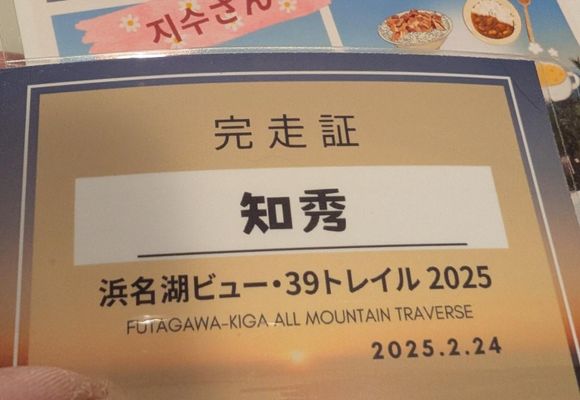 지수さん
完走証
知秀
浜名湖ビュー・39トレイル 2025
FUTAGAWA-KIGA ALL MOUNTAIN TRAVERSE
2025.2.24